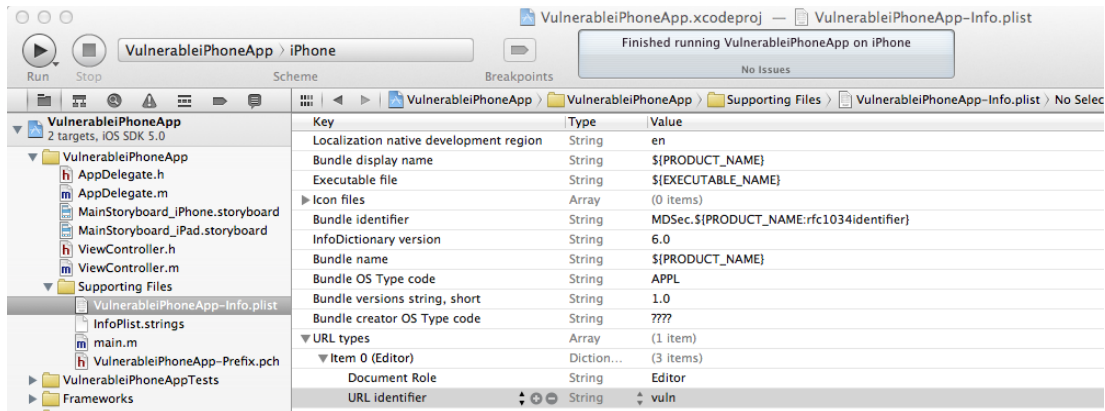 VulnerableiPhoneApp.xcodeproj — VulnerableiPhoneApp-Info.plist
VulnerableiPhoneApp › iPhone
Finished running VulnerableiPhoneApp on iPhone
No Issues
Run Stop Scheme Breakpoints
VulnerableiPhoneApp › VulnerableiPhoneApp › Supporting Files › VulnerableiPhoneApp-Info.plist › No Selec
VulnerableiPhoneApp
2 targets, iOS SDK 5.0
VulnerableiPhoneApp
h AppDelegate.h
m AppDelegate.m
MainStoryboard_iPhone.storyboard
MainStoryboard_iPad.storyboard
h ViewController.h
m ViewController.m
Supporting Files
VulnerableiPhoneApp-Info.plist
InfoPlist.strings
m main.m
h VulnerableiPhoneApp-Prefix.pch
VulnerableiPhoneAppTests
Frameworks
Key Type Value
Localization native development region String en
Bundle display name String ${PRODUCT_NAME}
Executable file String ${EXECUTABLE_NAME}
Icon files Array (0 items)
Bundle identifier String MDSec.${PRODUCT_NAME:rfc1034identifier}
InfoDictionary version String 6.0
Bundle name String ${PRODUCT_NAME}
Bundle OS Type code String APPL
Bundle versions string, short String 1.0
Bundle creator OS Type code String ????
URL types Array (1 item)
Item 0 (Editor) Diction... (3 items)
Document Role String Editor
URL identifier String vuln